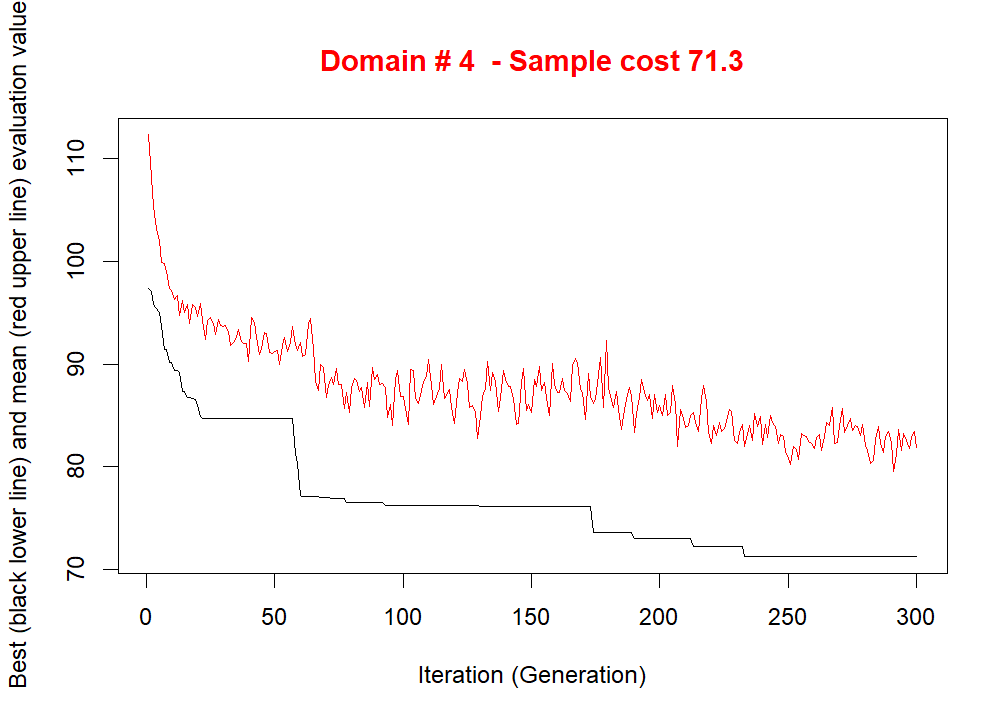 Domain # 4  - Sample cost 71.3
Best (black lower line) and mean (red upper line) evaluation value
110
100
90
80
70
0 50 100 150 200 250 300
Iteration (Generation)